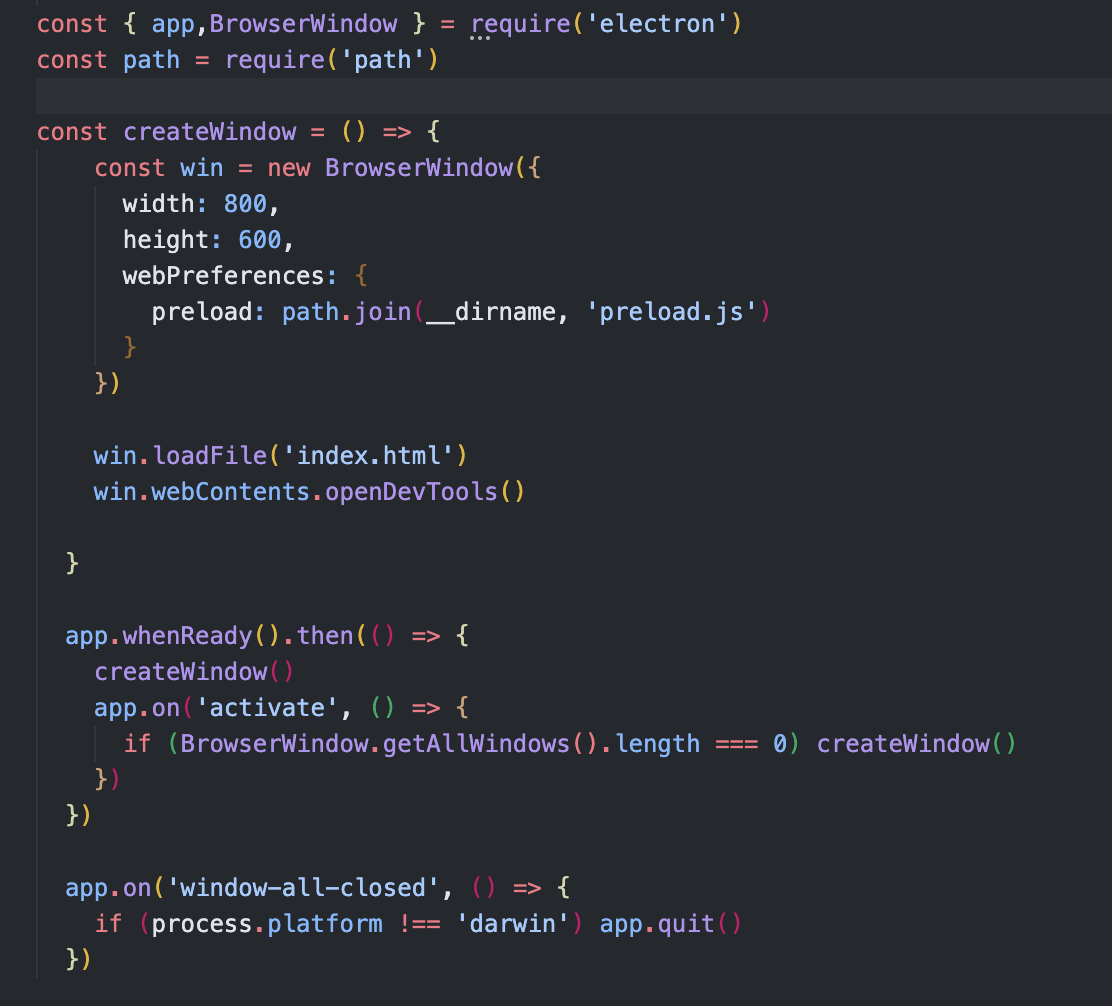 const { app,BrowserWindow } = require('electron')
const path = require('path')
const createWindow = () => {
const win = new BrowserWindow({
width: 800,
height: 600,
webPreferences: {
preload: path.join(__dirname, 'preload.js')
}
})
win.loadFile('index.html')
win.webContents.openDevTools()
}
app.whenReady().then(() => {
createWindow()
app.on('activate', () => {
if (BrowserWindow.getAllWindows().length === 0) createWindow()
})
})
app.on('window-all-closed', () => {
if (process.platform !== 'darwin') app.quit()
})